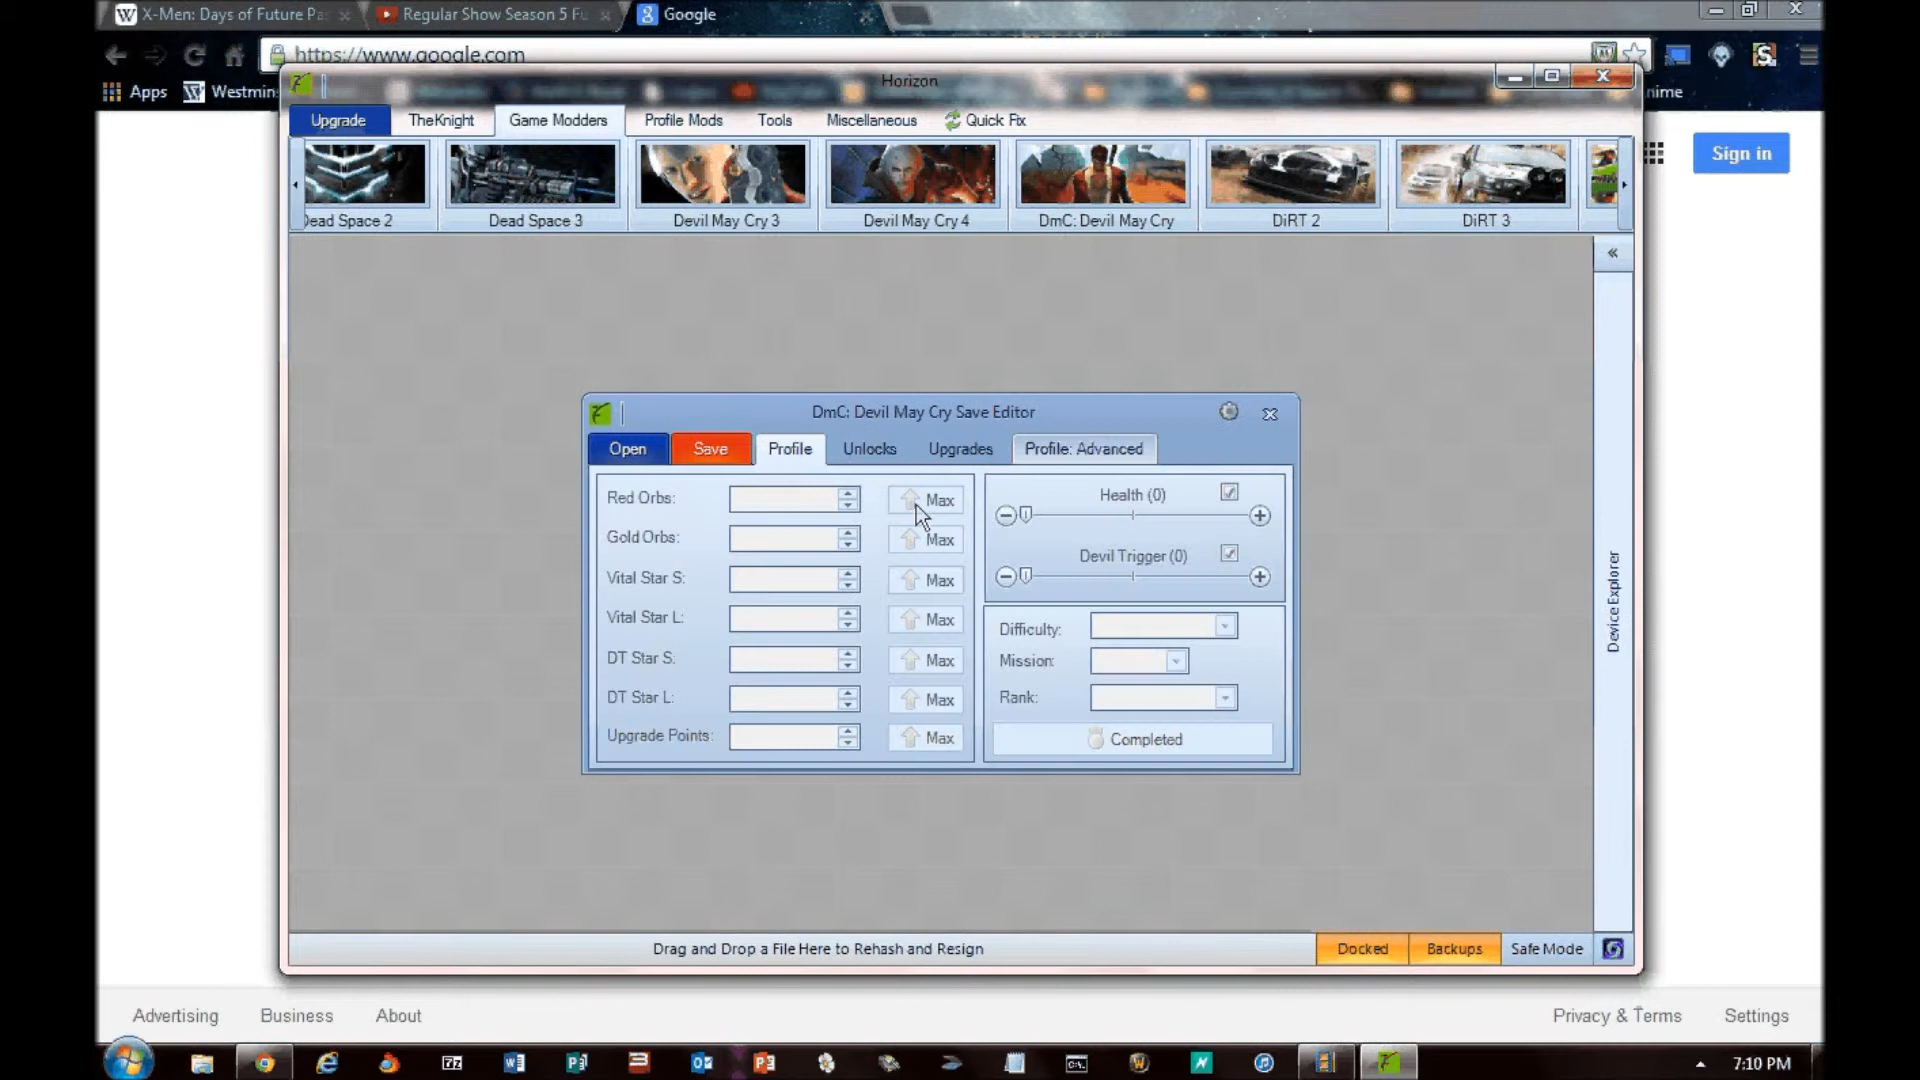 X-Men: Days of Future Pa
Regular Show Season 5 Fu
Google
https://www.google.com
Apps
Westmins
nime
Horizon
Upgrade
TheKnight
Game Modders
Profile Mods
Tools
Miscellaneous
Quick Fix
Sign in
Dead Space 2
Dead Space 3
Devil May Cry 3
Devil May Cry 4
DmC: Devil May Cry
DiRT 2
DiRT 3
«
DmC: Devil May Cry Save Editor
Open
Save
Profile
Unlocks
Upgrades
Profile: Advanced
Red Orbs:
Max
Gold Orbs:
Max
Vital Star S:
Max
Vital Star L:
Max
DT Star S:
Max
DT Star L:
Max
Upgrade Points:
Max
Health (0)
Devil Trigger (0)
Difficulty:
Mission:
Rank:
Completed
Device Explorer
Drag and Drop a File Here to Rehash and Resign
Docked
Backups
Safe Mode
Advertising
Business
About
Privacy & Terms
Settings
7:10 PM